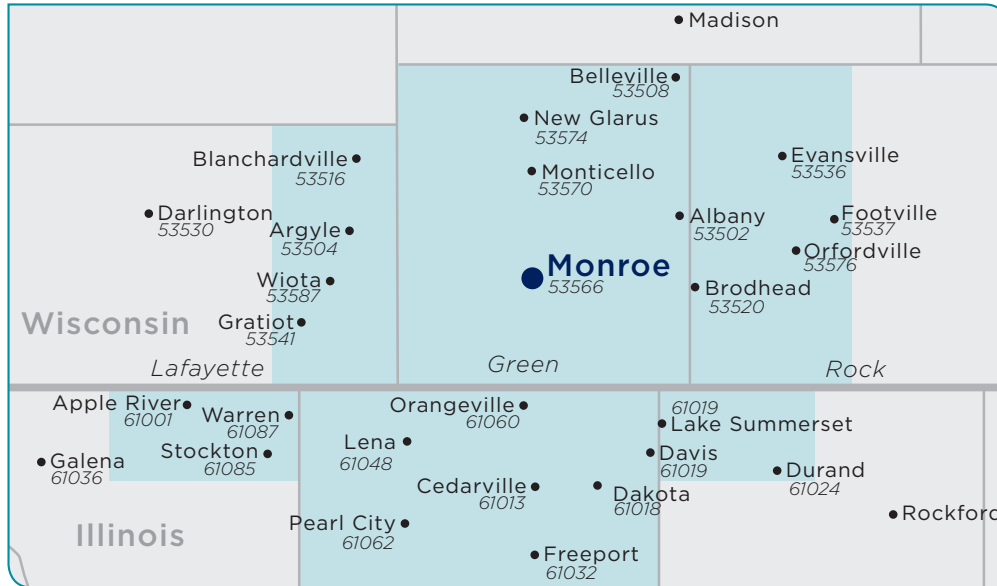 Madison
Belleville
53508
New Glarus
53574
Blanchardville
53516
Evansville
53536
Monticello
53570
Darlington
53530
Albany
53502
Footville
53537
Argyle
53504
Orfordville
53576
Monroe
53566
Wiota
53587
Brodhead
53520
Wisconsin
Gratiot
53541
Lafayette
Green
Rock
Apple River
61001
Warren
61087
Orangeville
61060
61019
Lake Summerset
Lena
61048
Stockton
61085
Davis
61019
Galena
61036
Durand
61024
Cedarville
61013
Dakota
61018
Pearl City
61062
Rockford
Illinois
Freeport
61032